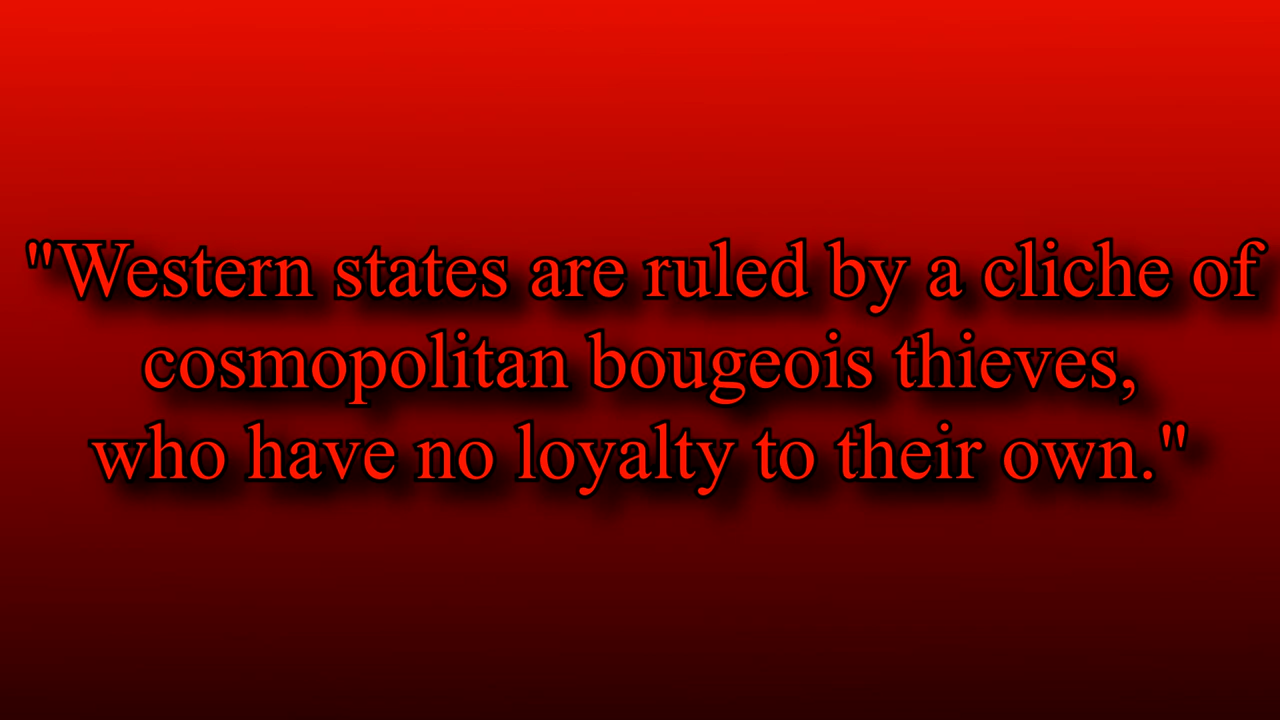 "Western states are ruled by a cliche of
cosmopolitan bougeois thieves,
who have no loyalty to their own."